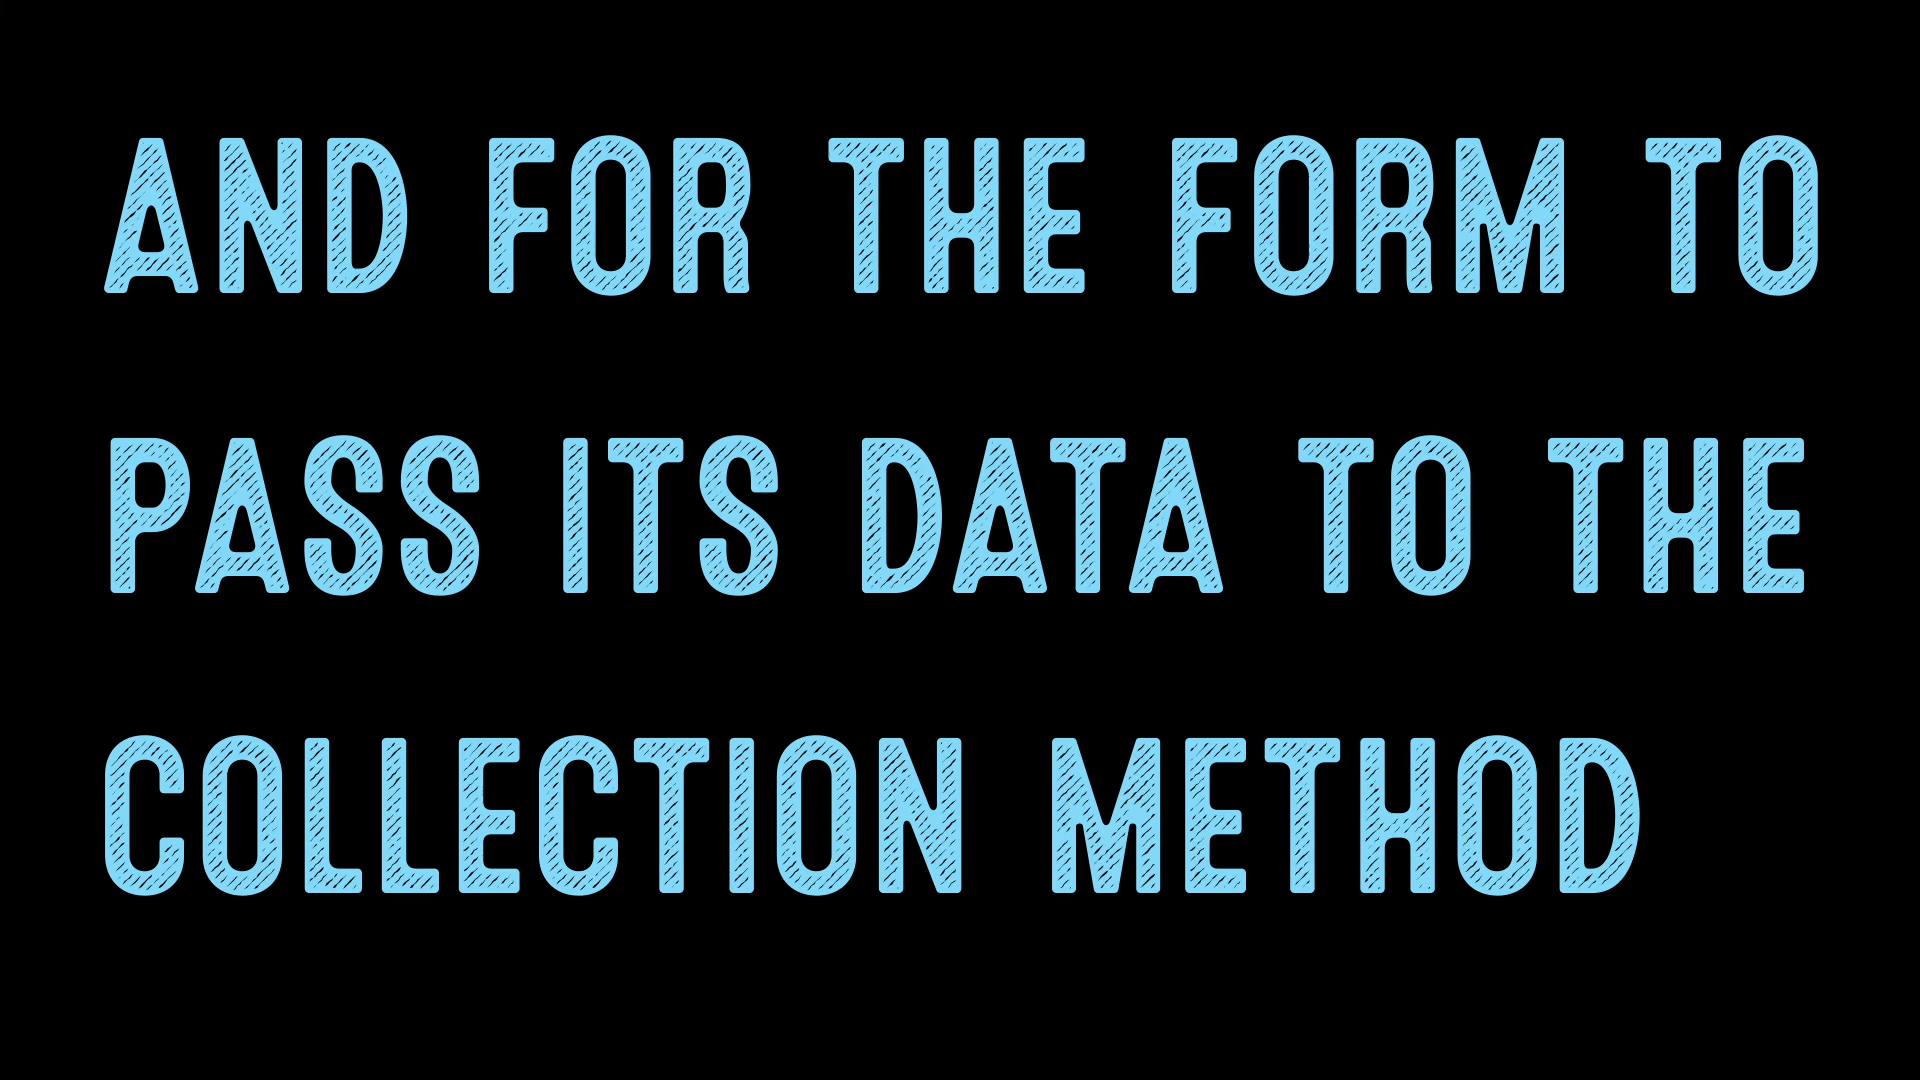 AND FOR THE FORM TO
PASS ITS DATA TO THE
COLLECTION METHOD